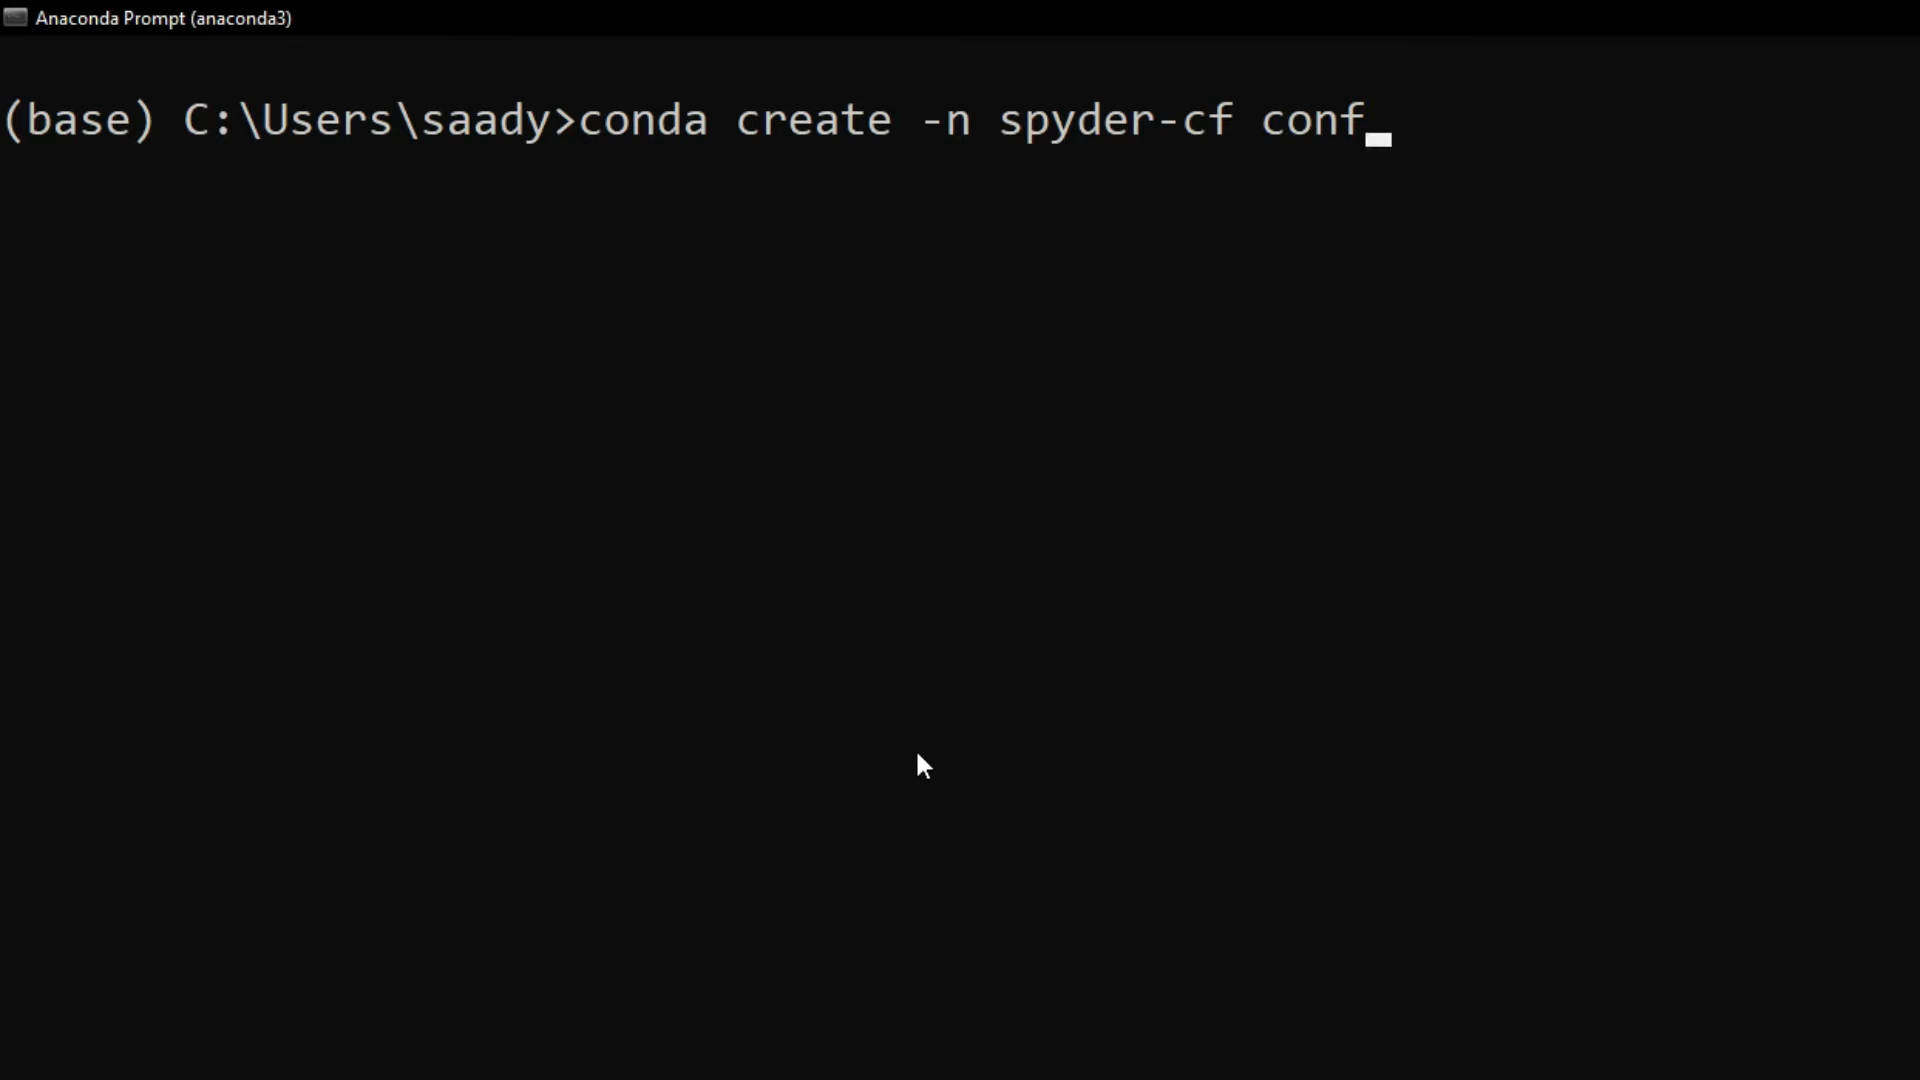 Anaconda Prompt (anaconda3)
(base) C:\Users\saady>conda create -n spyder-cf conf